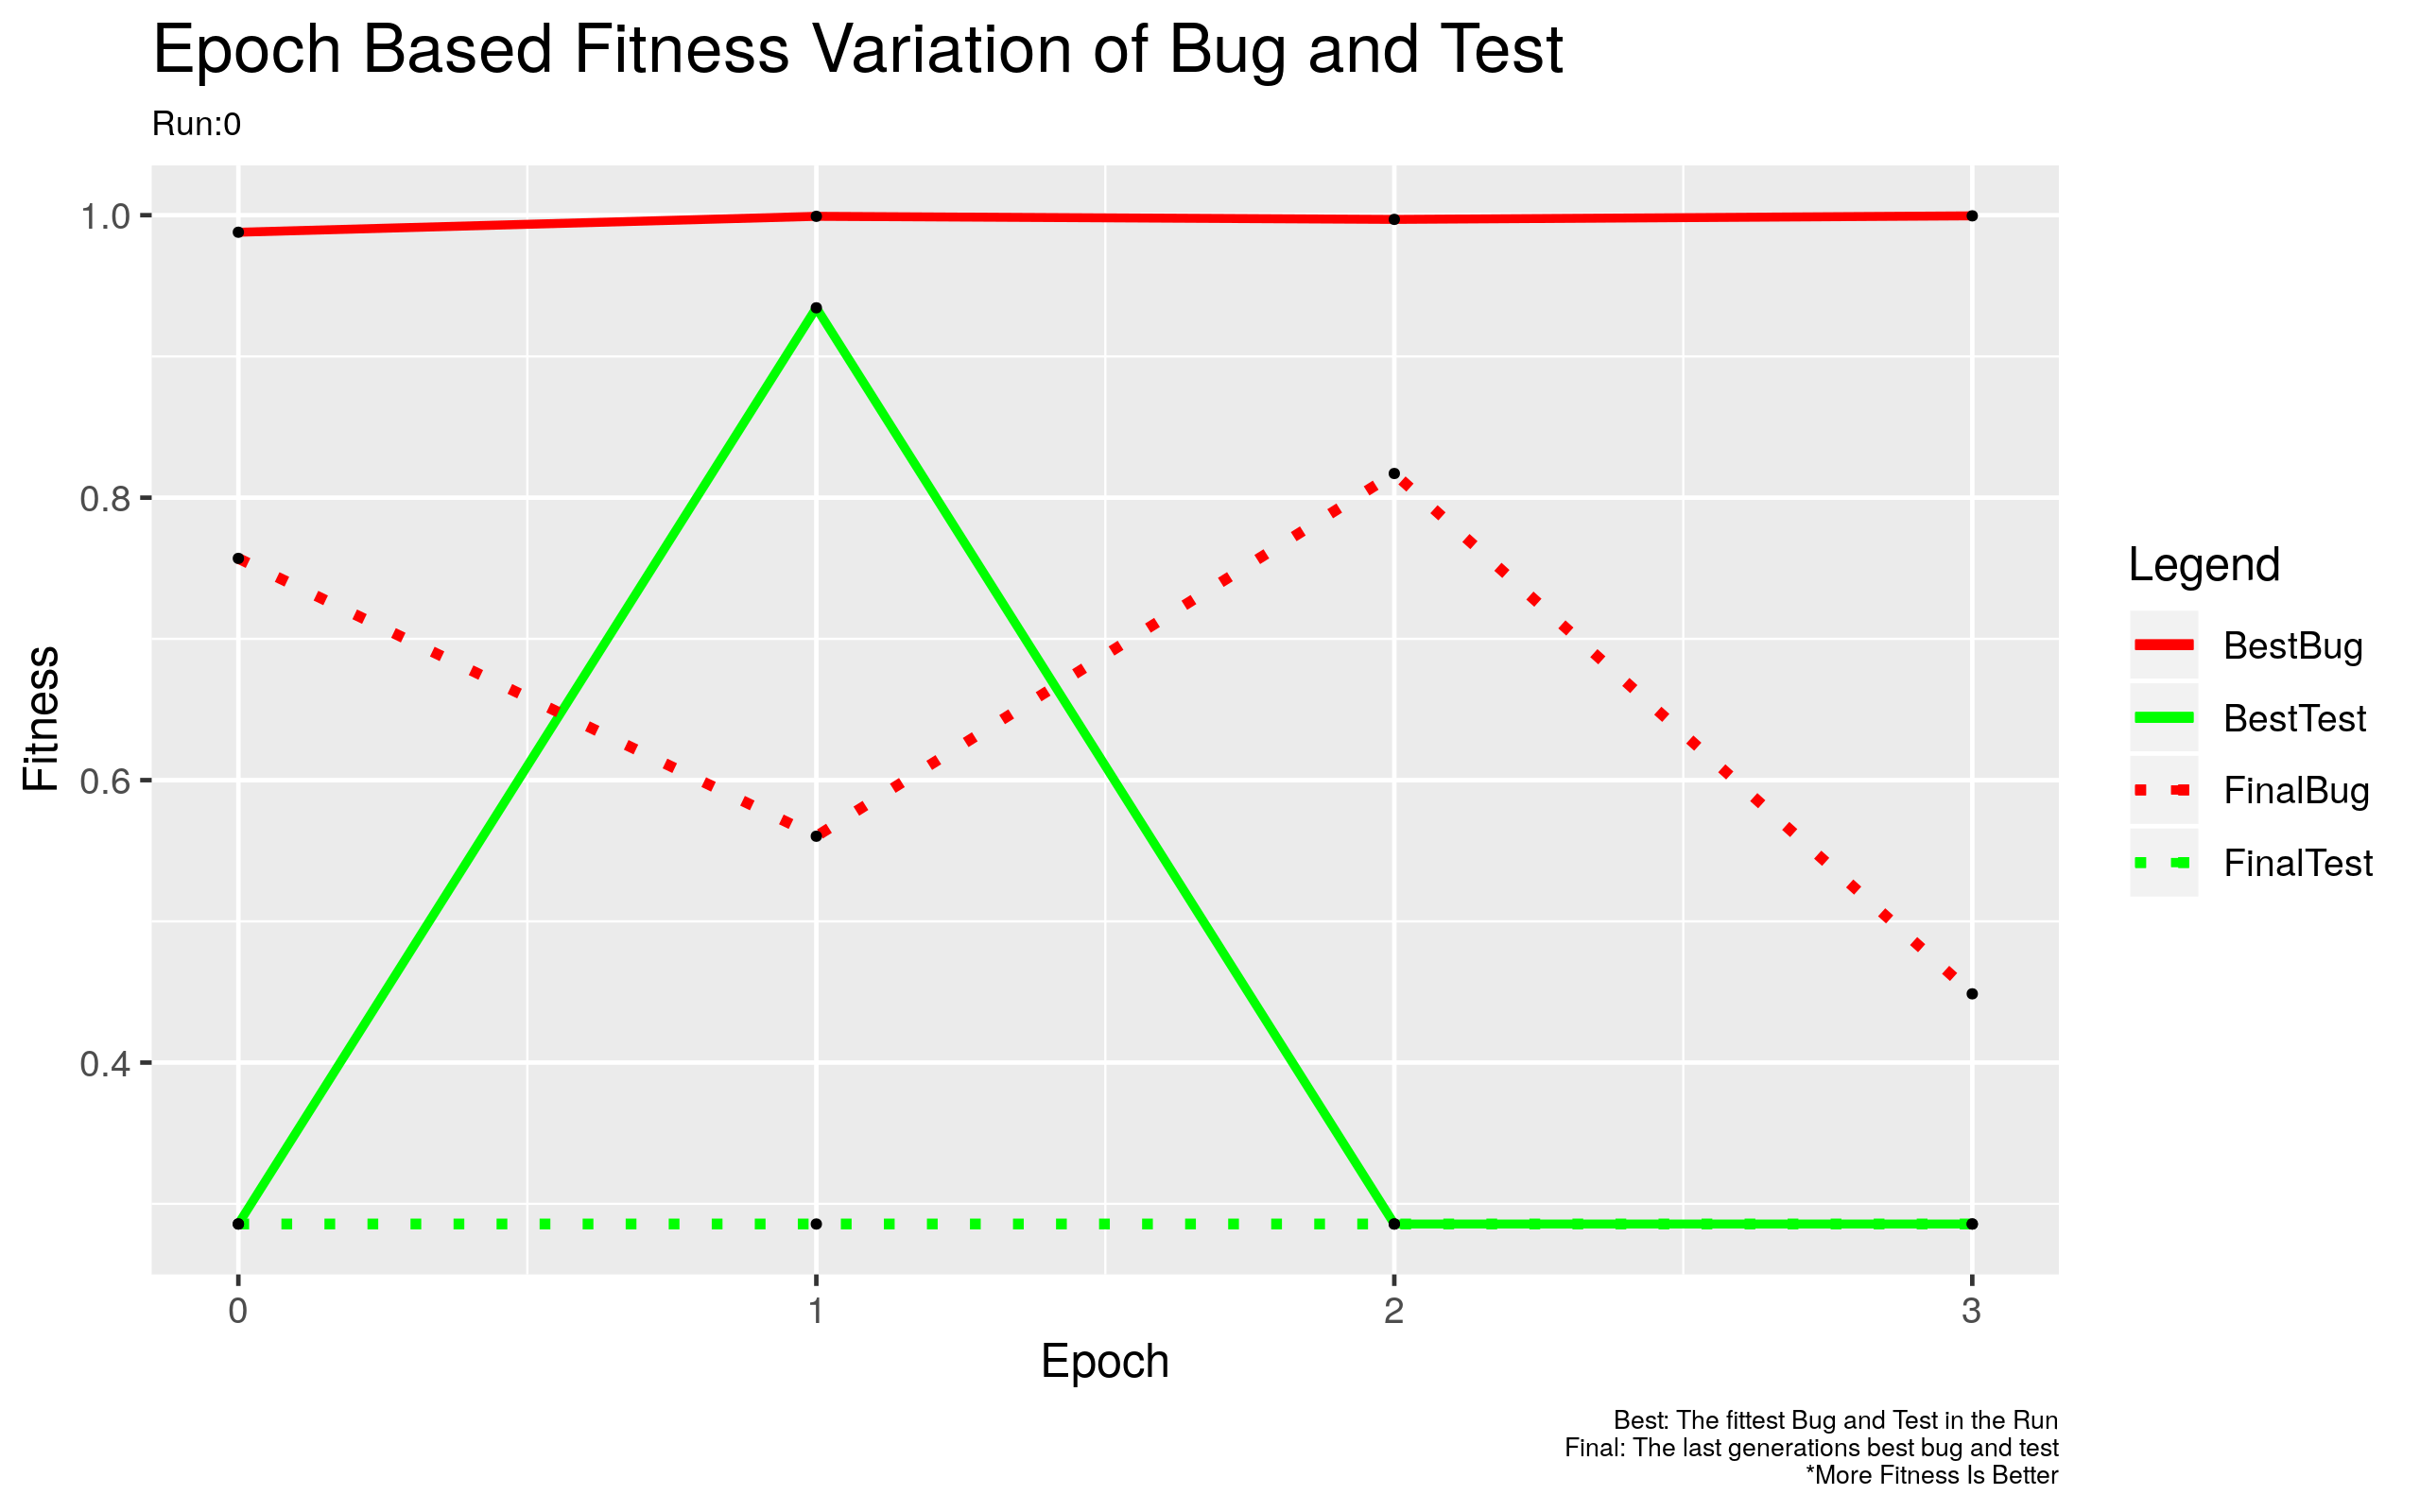 Epoch Based Fitness Variation of Bug and Test
Run:0
Fitness
1.0
0.8
0.6
0.4
0
1
2
3
Epoch
Legend
BestBug
BestTest
FinalBug
FinalTest
Best: The fittest Bug and Test in the Run
Final: The last generations best bug and test
*More Fitness Is Better